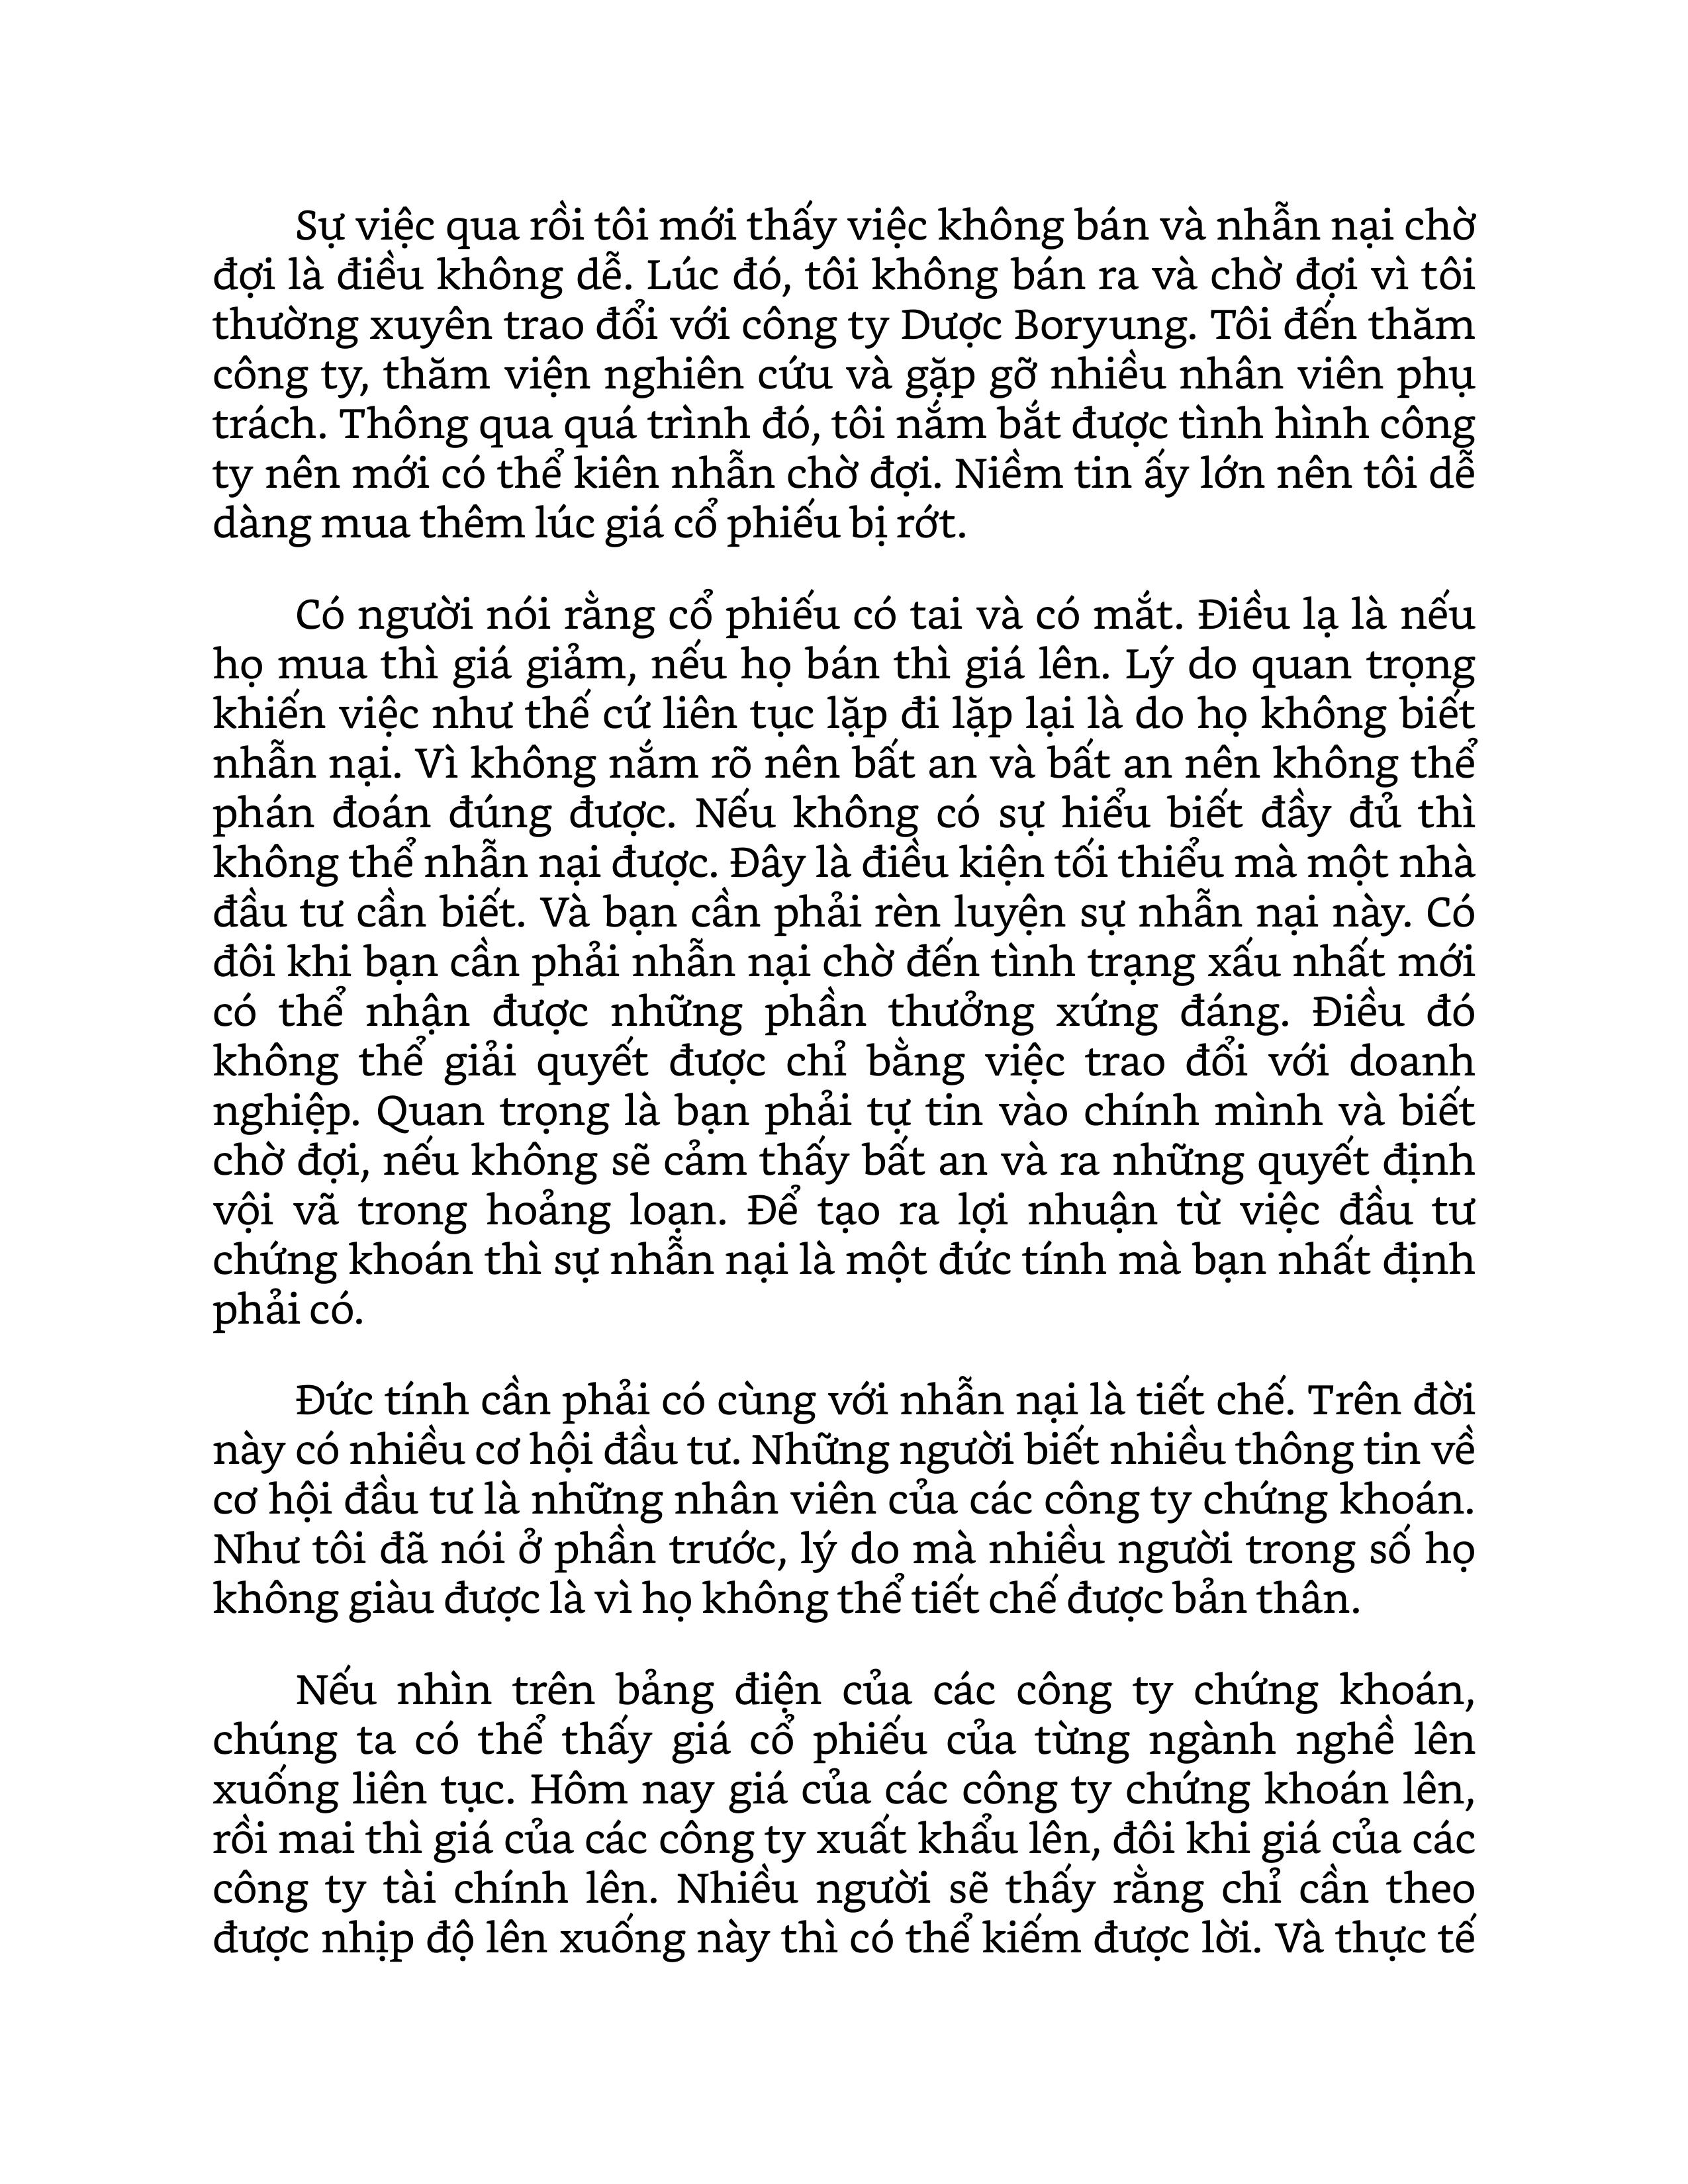 Sự việc qua rồi tôi mới thấy việc không bán và nhẫn nại chờ
đợi là điều không dễ. Lúc đó, tôi không bán ra và chờ đợi vì tôi
thường xuyên trao đổi với công ty Dược Boryung. Tôi đến thăm
công ty, thăm viện nghiên cứu và gặp gỡ nhiều nhân viên phụ
trách. Thông qua quá trình đó, tôi nắm bắt được tình hình công
ty nên mới có thể kiên nhẫn chờ đợi. Niềm tin ấy lớn nên tôi dễ
dàng mua thêm lúc giá cổ phiếu bị rớt.
Có người nói rằng cổ phiếu có tai và có mắt. Điều lạ là nếu
họ mua thì giá giảm, nếu họ bán thì giá lên. Lý do quan trọng
khiến việc như thế cứ liên tục lặp đi lặp lại là do họ không biết
nhẫn nại. Vì không nắm rõ nên bất an và bất an nên không thể
phán đoán đúng được. Nếu không có sự hiểu biết đầy đủ thì
không thể nhẫn nại được. Đây là điều kiện tối thiểu mà một nhà
đầu tư cần biết. Và bạn cần phải rèn luyện sự nhẫn nại này. Có
đôi khi bạn cần phải nhẫn nại chờ đến tình trạng xấu nhất mới
có thể nhận được những phần thưởng xứng đáng. Điều đó
không thể giải quyết được chỉ bằng việc trao đổi với doanh
nghiệp. Quan trọng là bạn phải tự tin vào chính mình và biết
chờ đợi, nếu không sẽ cảm thấy bất an và ra những quyết định
vội vã trong hoảng loạn. Để tạo ra lợi nhuận từ việc đầu tư
chứng khoán thì sự nhẫn nại là một đức tính mà bạn nhất định
phải có.
Đức tính cần phải có cùng với nhẫn nại là tiết chế. Trên đời
này có nhiều cơ hội đầu tư. Những người biết nhiều thông tin về
cơ hội đầu tư là những nhân viên của các công ty chứng khoán.
Như tôi đã nói ở phần trước, lý do mà nhiều người trong số họ
không giàu được là vì họ không thể tiết chế được bản thân.
Nếu nhìn trên bảng điện của các công ty chứng khoán,
chúng ta có thể thấy giá cổ phiếu của từng ngành nghề lên
xuống liên tục. Hôm nay giá của các công ty chứng khoán lên,
rồi mai thì giá của các công ty xuất khẩu lên, đôi khi giá của các
công ty tài chính lên. Nhiều người sẽ thấy rằng chỉ cần theo
được nhịp độ lên xuống này thì có thể kiếm được lời. Và thực tế